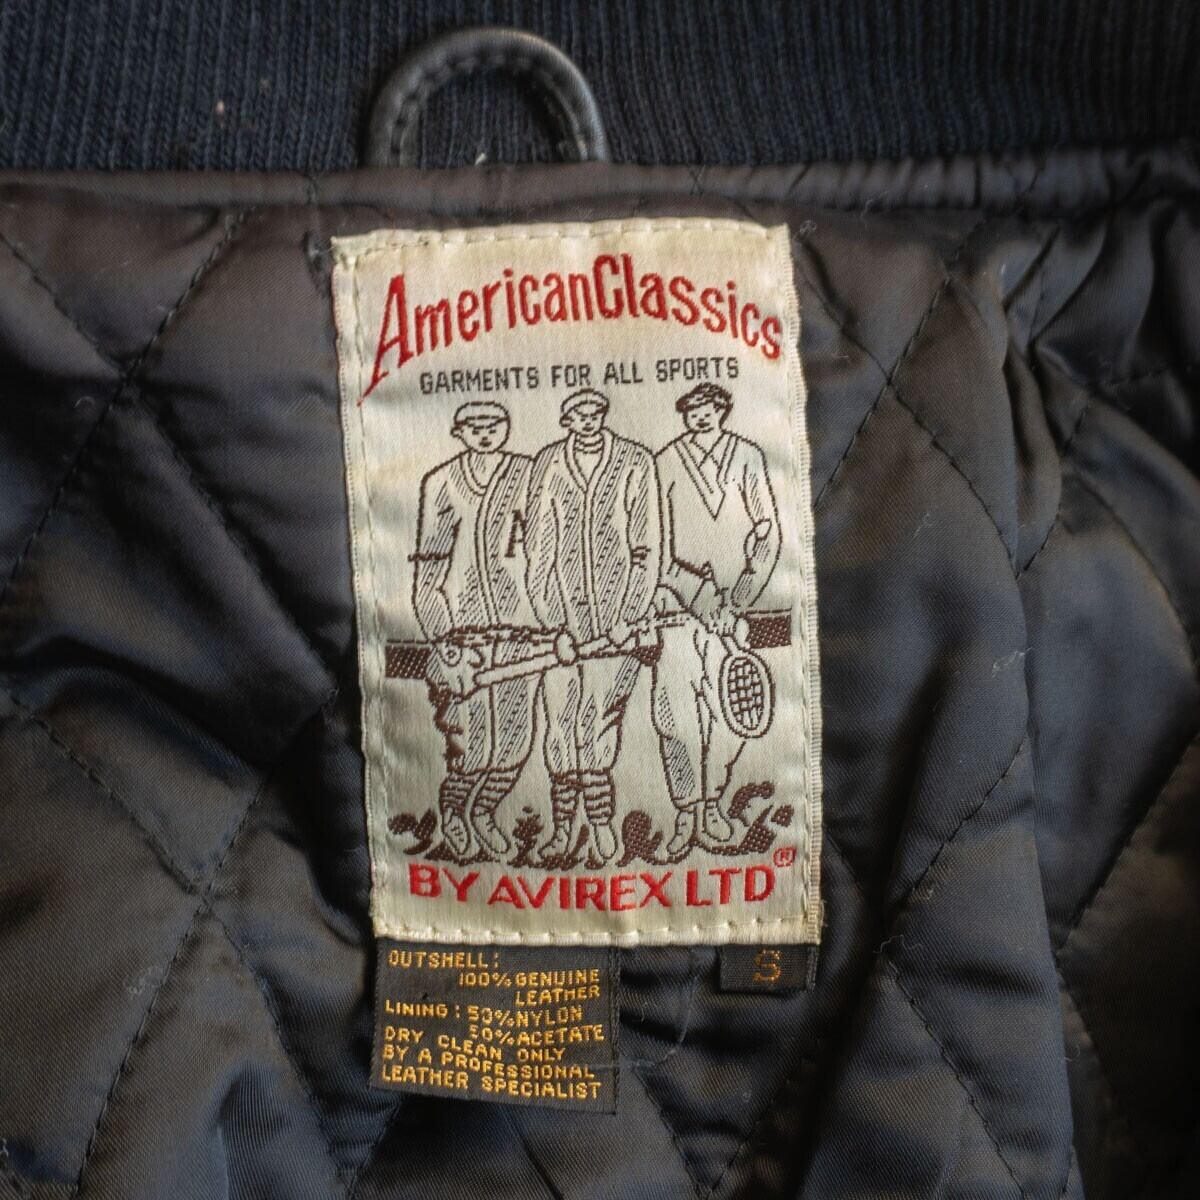 AmericanClassics
GARMENTS FOR ALL SPORTS
A
BY AVIREX LTD®
S
OUTSHELL:
100% GENUINE
LEATHER
LINING: 50% NYLON
50% ACETATE
DRY CLEAN ONLY
BY A PROFESSIONAL
LEATHER SPECIALIST